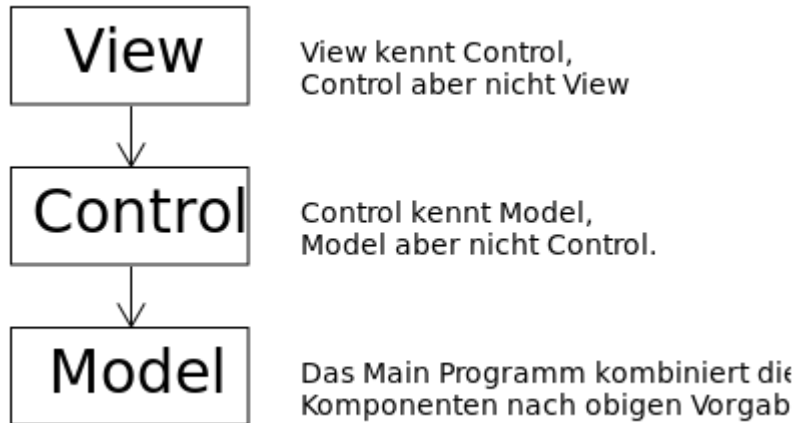 View
View kennt Control,
Control aber nicht View
Control
Control kennt Model,
Model aber nicht Control.
Model
Das Main Programm kombiniert die
Komponenten nach obigen Vorgab